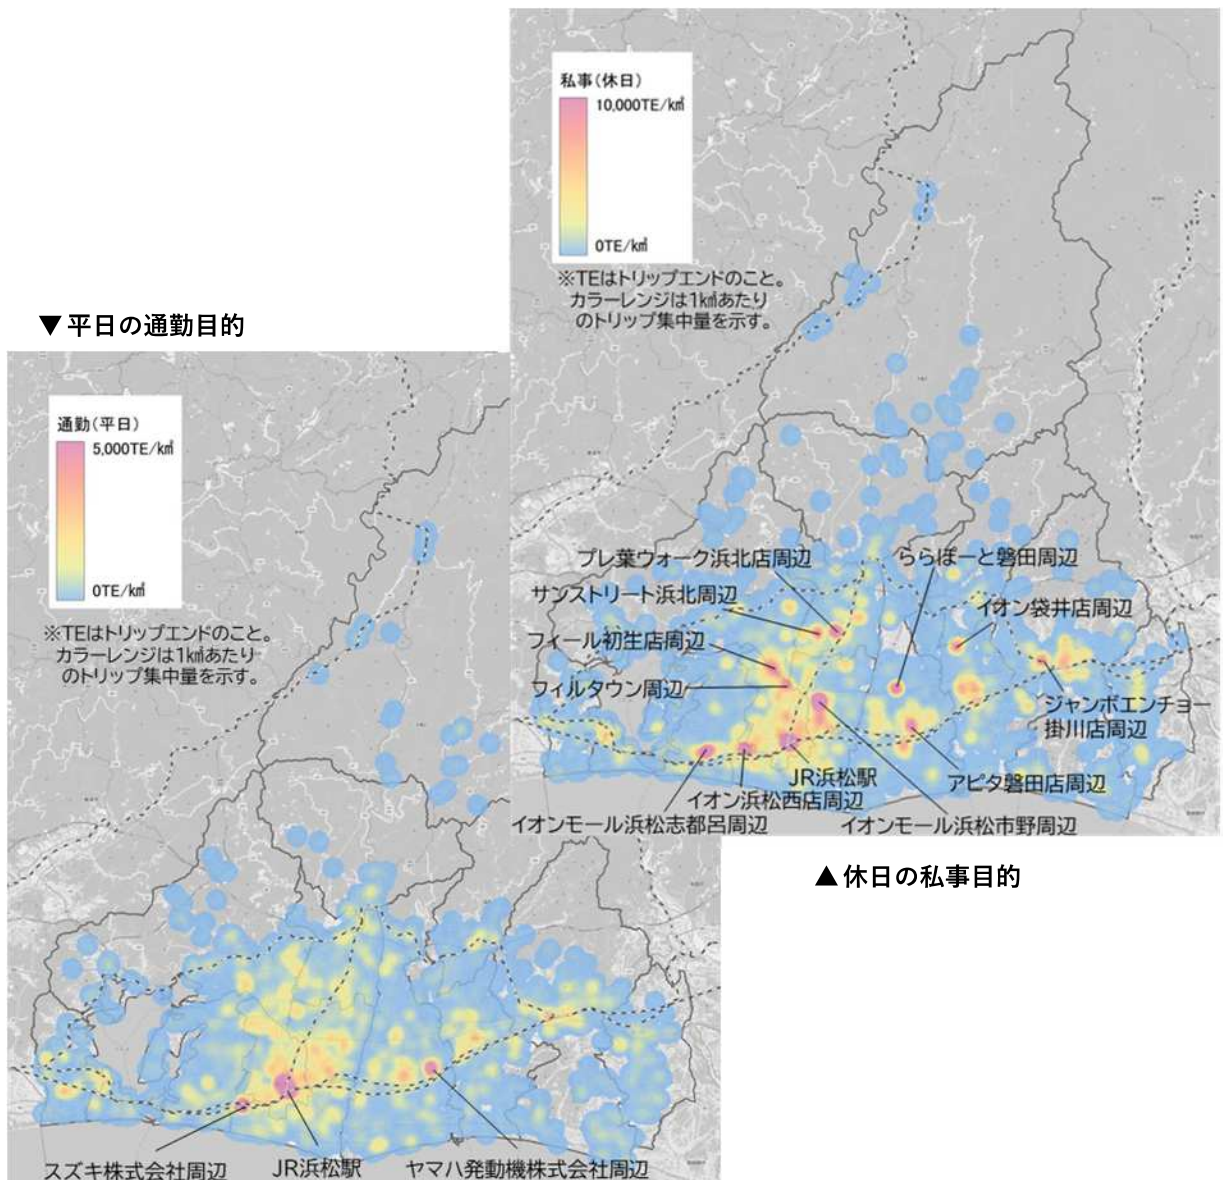 私事(休日)
10,000TE/㎢
0TE/㎢
※TEはトリップエンドのこと。
カラーレンジは1㎢あたり
のトリップ集中量を示す。
▼平日の通勤目的
通勤(平日)
5,000TE/㎢
0TE/㎢
※TEはトリップエンドのこと。
カラーレンジは1㎢あたり
のトリップ集中量を示す。
プレ葉ウォーク浜北店周辺
ららぽーと磐田周辺
サンストリート浜北周辺
イオン袋井店周辺
フィール初生店周辺
フィルタウン周辺
ジャンボエンチョー
掛川店周辺
JR浜松駅
アピタ磐田店周辺
イオン浜松西店周辺
イオンモール浜松志都呂周辺
イオンモール浜松市野周辺
▲休日の私事目的
スズキ株式会社周辺
JR浜松駅
ヤマハ発動機株式会社周辺